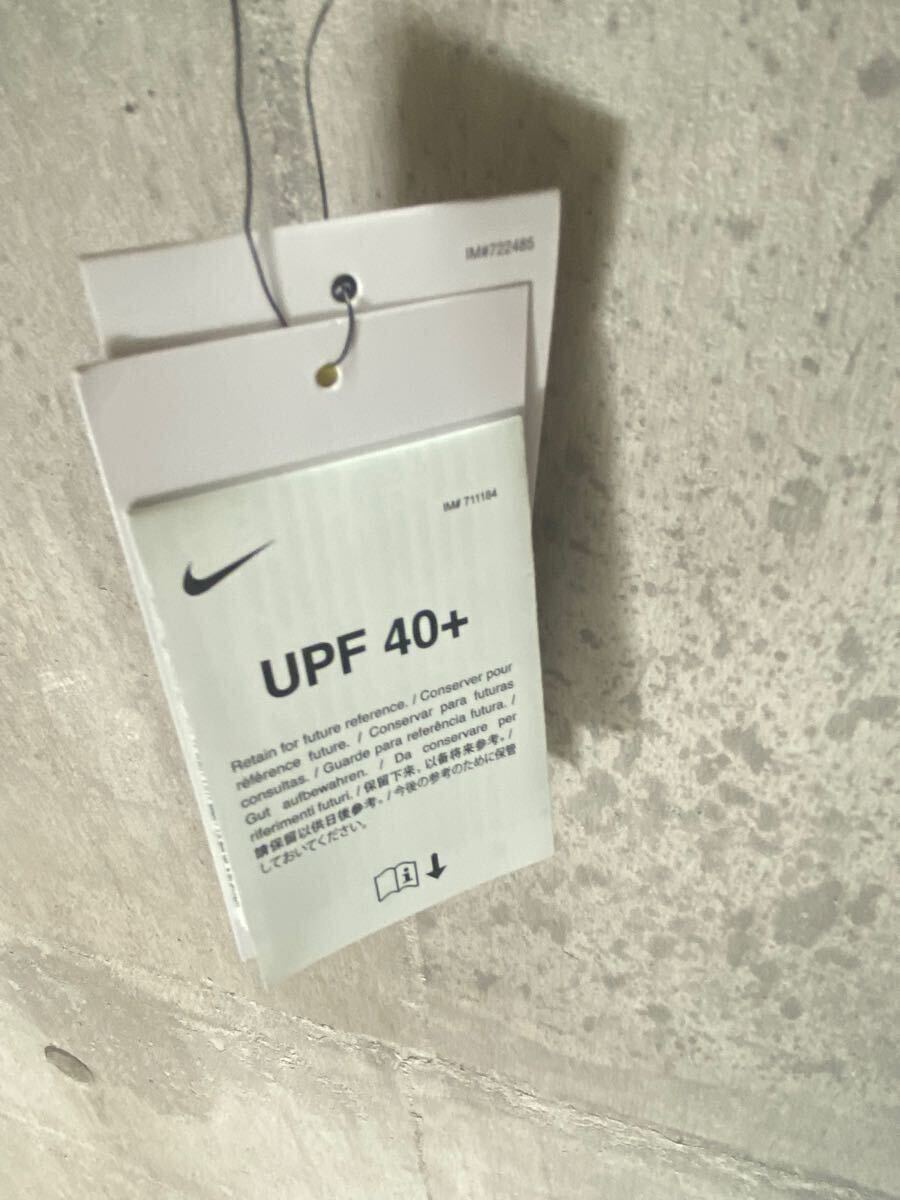 IM#722485
IM# 711184
UPF 40+
Retain for future reference. / Conserver pour
référence future. / Conservar para futuras
consultas. / Guarde para referência futura. /
Gut aufbewahren. / Da conservare per
riferimenti futuri. / 保留下来，以备将来参考。/
請保留以供日後參考。/ 今後の参考のために保管
しておいてください。